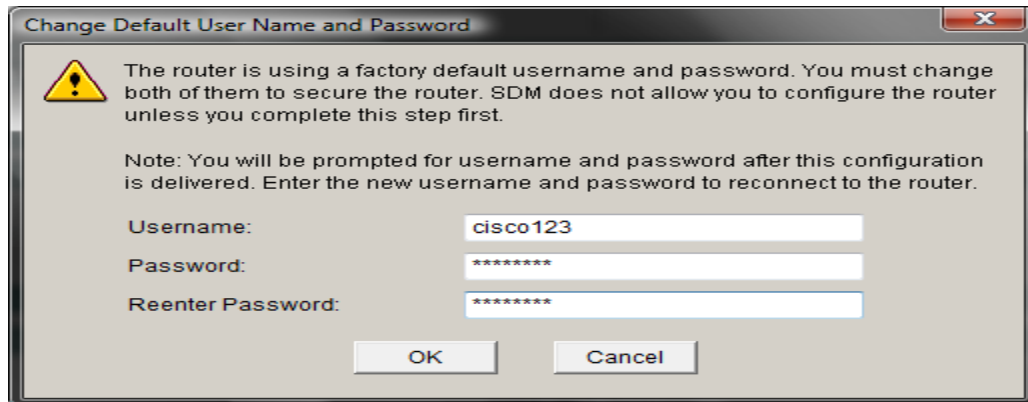 Change Default User Name and Password
The router is using a factory default username and password. You must change
both of them to secure the router. SDM does not allow you to configure the router
unless you complete this step first.
Note: You will be prompted for username and password after this configuration
is delivered. Enter the new username and password to reconnect to the router.
Username: cisco123
Password: ********
Reenter Password: ********
OK Cancel